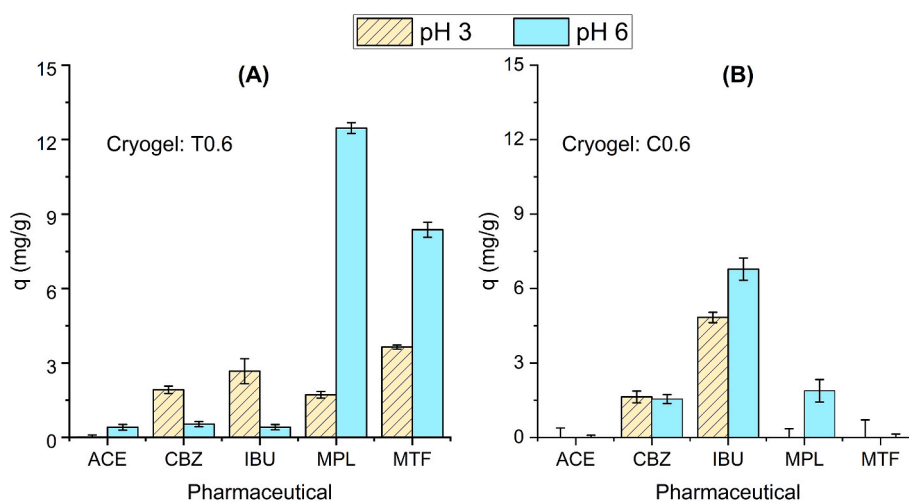 pH 3 pH 6
(A)
Cryogel: T0.6
q (mg/g)
15
12
9
6
3
0
ACE CBZ IBU MPL MTF
Pharmaceutical
(B)
Cryogel: C0.6
q (mg/g)
15
12
9
6
3
0
ACE CBZ IBU MPL MTF
Pharmaceutical